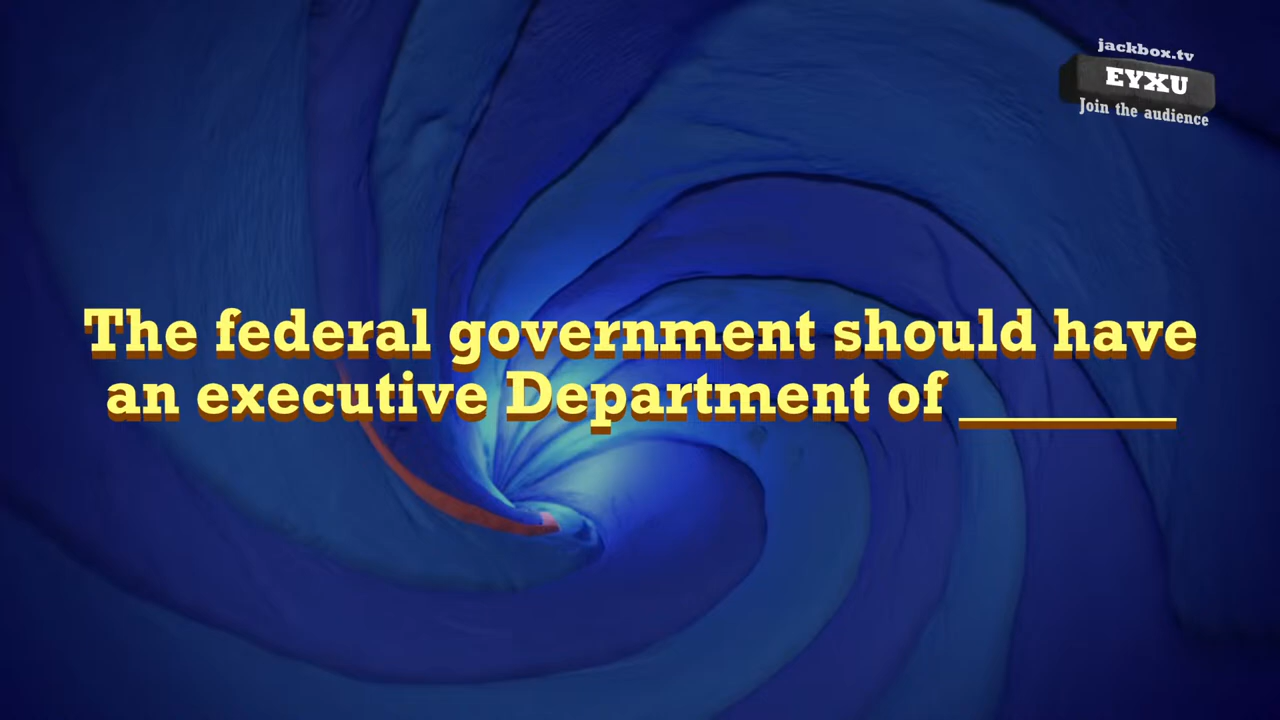 jackbox.tv
EYXU
Join the audience
The federal government should have
an executive Department of ________